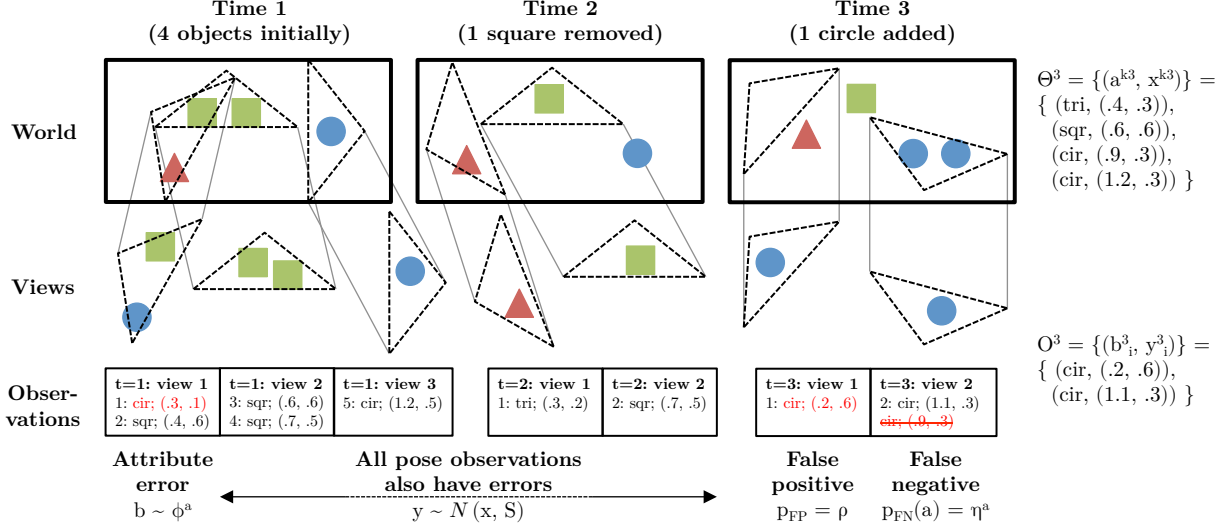 Time 1
(4 objects initially)
Time 2
(1 square removed)
Time 3
(1 circle added)
World
Θ³ = {(aᵏ³, xᵏ³)} =
{ (tri, (.4, .3)),
(sqr, (.6, .6)),
(cir, (.9, .3)),
(cir, (1.2, .3)) }
Views
O³ = {(b³ᵢ, y³ᵢ)} =
{ (cir, (.2, .6)),
(cir, (1.1, .3)) }
Obser-
vations
t=1: view 1
1: cir; (.3, .1)
2: sqr; (.4, .6)
t=1: view 2
3: sqr; (.6, .6)
4: sqr; (.7, .5)
t=1: view 3
5: cir; (1.2, .5)
t=2: view 1
1: tri; (.3, .2)
t=2: view 2
2: sqr; (.7, .5)
t=3: view 1
1: cir; (.2, .6)
t=3: view 2
2: cir; (1.1, .3)
cir; (.9, .3)
Attribute
error
b ~ ϕᵃ
All pose observations
also have errors
y ~ N (x, S)
False
positive
p_FP = ρ
False
negative
p_FN(a) = ηᵃ